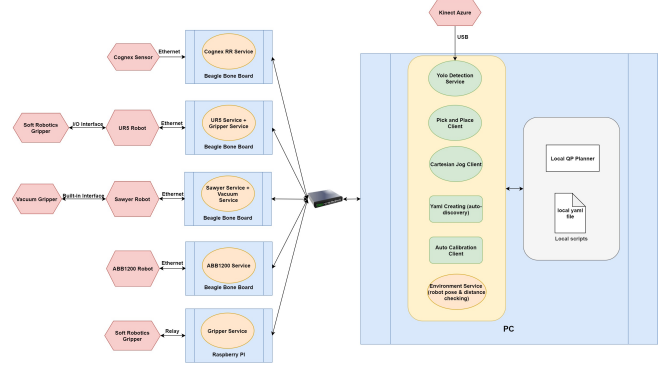 Kinect Azure
USB
Cognex Sensor
Ethernet
Cognex RR Service
Beagle Bone Board
Soft Robotics
Gripper
I/O interface
UR5 Robot
Ethernet
UR5 Service +
Gripper Service
Beagle Bone Board
Vacuum Gripper
Built-in Interface
Sawyer Robot
Ethernet
Sawyer Service +
Vacuum
Service
Beagle Bone Board
ABB1200 Robot
Ethernet
ABB1200 Service
Beagle Bone Board
Soft Robotics
Gripper
Relay
Gripper Service
Raspberry PI
Yolo Detection
Service
Pick and Place
Client
Cartesian Jog Client
Yaml Creating (auto-
discovery)
Auto Calibration
Client
Environment Service
(robot pose & distance
checking)
Local QP Planner
local yaml
file
Local scripts
PC